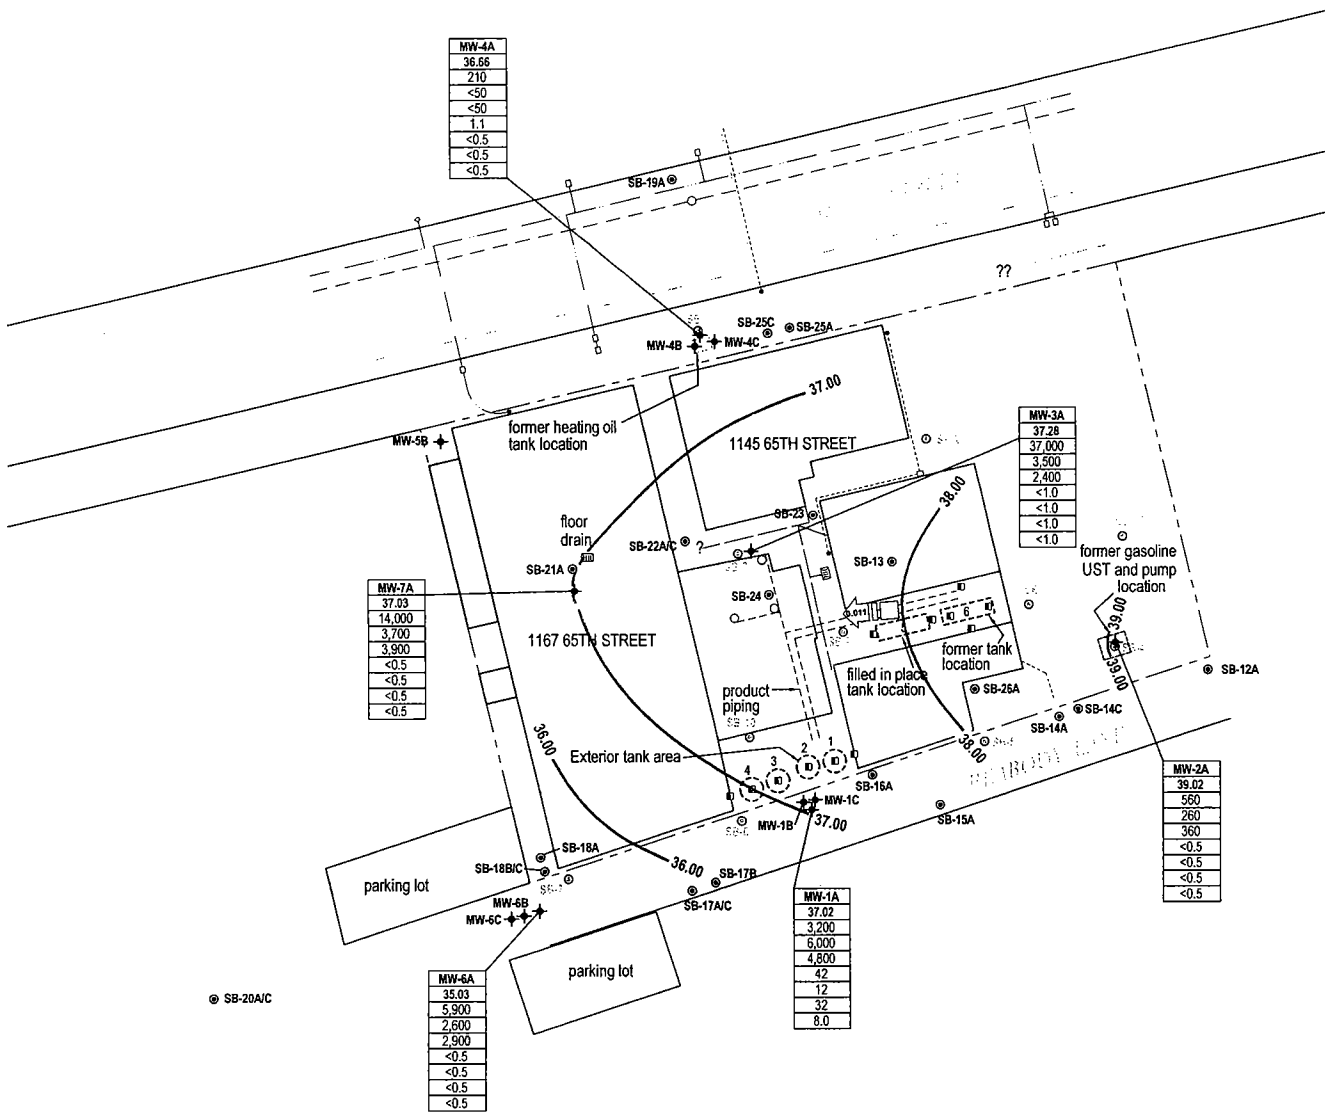 MW-4A
36.66
210
<50
<50
1.1
<0.5
<0.5
<0.5
SB-19A
??
SB-25C
SB-25A
MW-4B
MW-4C
37.00
former heating oil
tank location
1145 65TH STREET
MW-5B
MW-3A
37.28
37,000
3,500
2,400
<1.0
<1.0
<1.0
<1.0
38.00
floor
drain
SB-23
SB-22A/C
?
SB-21A
SB-13
former gasoline
UST and pump
location
MW-7A
37.03
14,000
3,700
3,900
<0.5
<0.5
<0.5
<0.5
SB-24
0.011
6
39.00
1167 65TH STREET
former tank
location
filled in place
tank location
39.00
SB-12A
product
piping
SB-26A
SB-14C
SB-14A
SB-10
36.00
38.00
PEABODY LANE
Exterior tank area
1
2
3
4
SB-16A
MW-2A
39.02
560
260
360
<0.5
<0.5
<0.5
<0.5
MW-1C
MW-1B
37.00
SB-15A
SB-18A
36.00
SB-18B/C
SB-17B
SB-17A/C
parking lot
MW-6B
MW-6C
MW-1A
37.02
3,200
6,000
4,800
42
12
32
8.0
parking lot
MW-6A
35.03
5,900
2,600
2,900
<0.5
<0.5
<0.5
<0.5
SB-20A/C